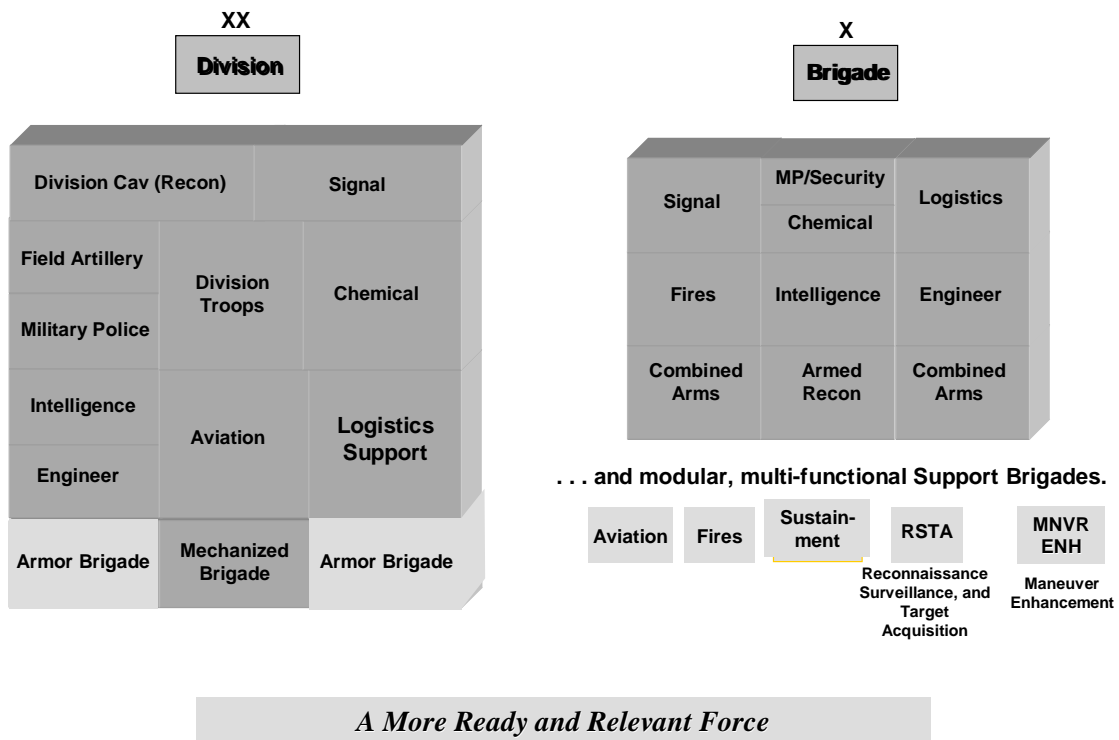 XX
Division
Division Cav (Recon)
Signal
Field Artillery
Division
Troops
Chemical
Military Police
Intelligence
Aviation
Logistics
Support
Engineer
Armor Brigade
Mechanized
Brigade
Armor Brigade
X
Brigade
Signal
MP/Security
Chemical
Logistics
Fires
Intelligence
Engineer
Combined
Arms
Armed
Recon
Combined
Arms
. . . and modular, multi-functional Support Brigades.
Aviation
Fires
Sustain-
ment
RSTA
Reconnaissance
Surveillance, and
Target
Acquisition
MNVR
ENH
Maneuver
Enhancement
A More Ready and Relevant Force